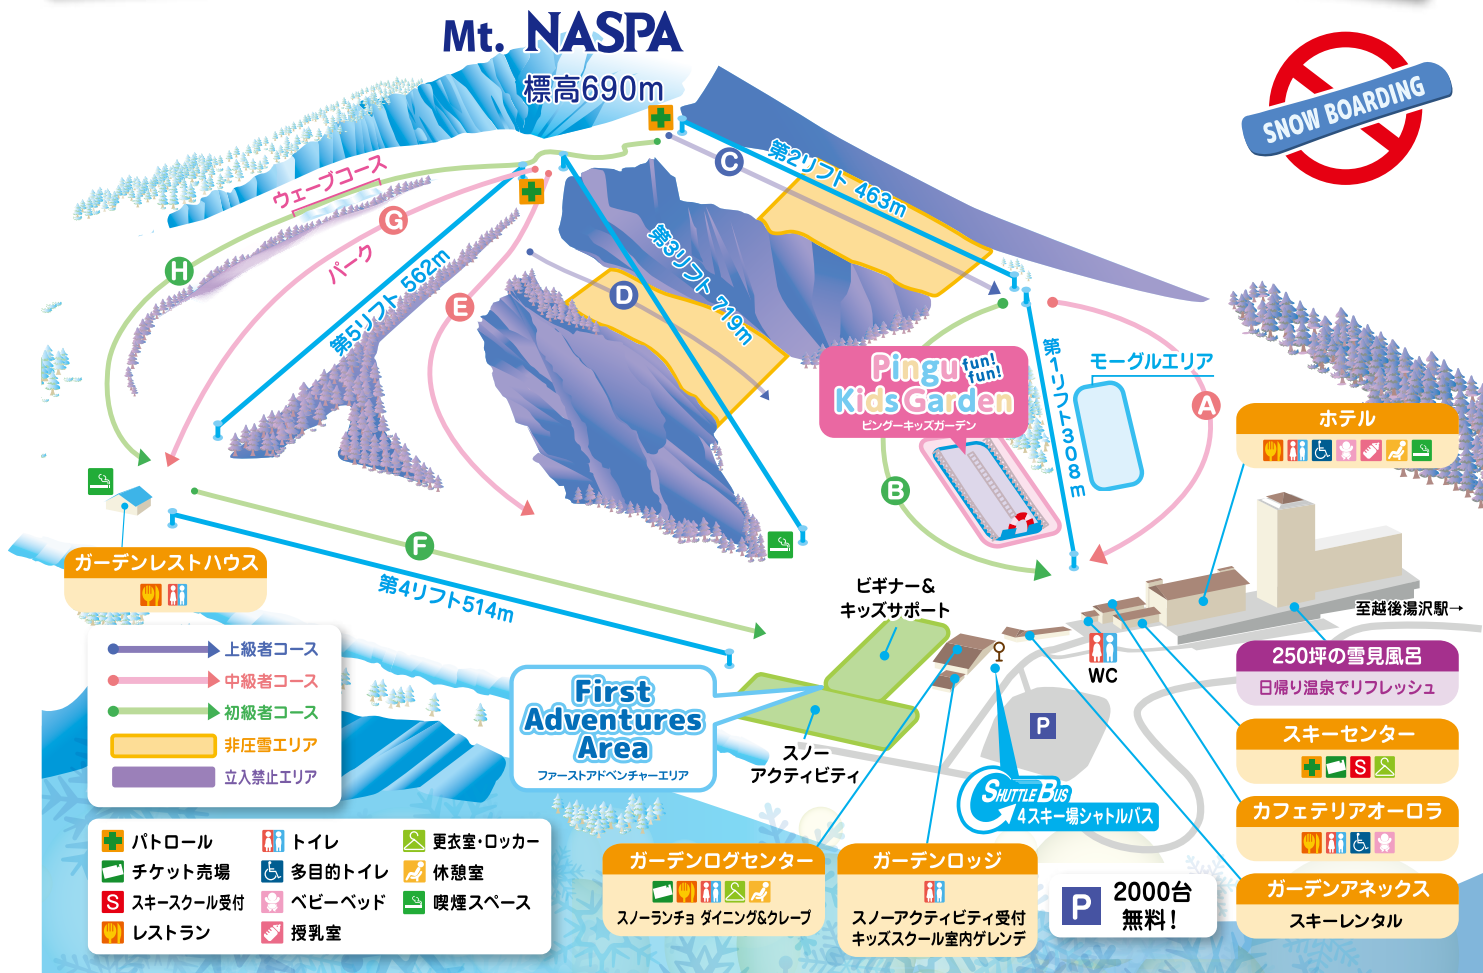 Mt. NASPA
標高690m
SNOW BOARDING
ウェーブコース
C
第2リフト 463m
G
H
パーク
第5リフト 562m
第3リフト 719m
D
E
Pingu fun! fun!
Kids Garden
ピングーキッズガーデン
第1リフト308m
モーグルエリア
A
B
ホテル
F
第4リフト514m
ガーデンレストハウス
ビギナー&
キッズサポート
至越後湯沢駅→
WC
250坪の雪見風呂
日帰り温泉でリフレッシュ
上級者コース
中級者コース
初級者コース
非圧雪エリア
立入禁止エリア
First
Adventures
Area
ファーストアドベンチャーエリア
スノー
アクティビティ
P
SHUTTLE BUS
4スキー場シャトルバス
スキーセンター
S
カフェテリアオーロラ
パトロール
トイレ
更衣室・ロッカー
チケット売場
多目的トイレ
休憩室
S スキースクール受付
ベビーベッド
喫煙スペース
レストラン
授乳室
ガーデンログセンター
スノーランチョ ダイニング&クレープ
ガーデンロッジ
スノーアクティビティ受付
キッズスクール室内ゲレンデ
P 2000台
無料!
ガーデンアネックス
スキーレンタル